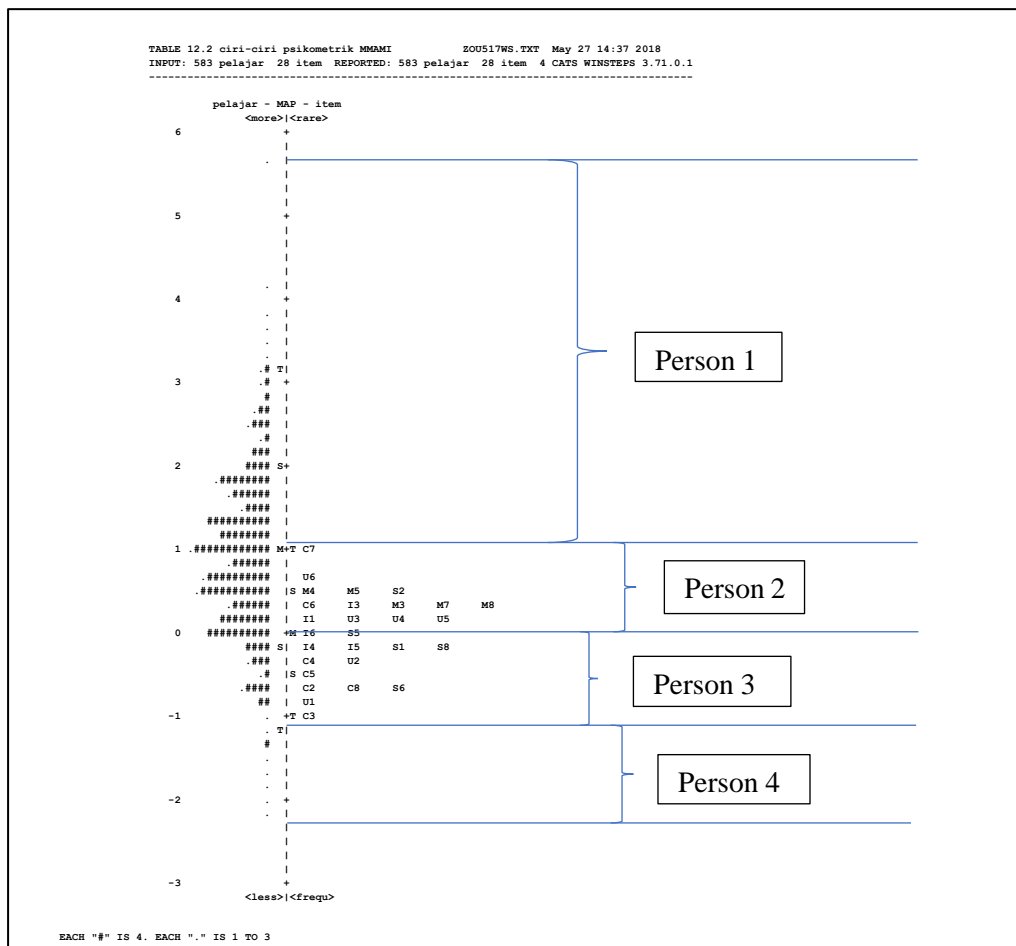 TABLE 12.2 ciri-ciri psikometrik MMAMI ZOU517WS.TXT May 27 14:37 2018
INPUT: 583 pelajar 28 item REPORTED: 583 pelajar 28 item 4 CATS WINSTEPS 3.71.0.1
--------------------------------------------------------------------------------
pelajar - MAP - item
<more>|<rare>
6 +
|
. |
|
|
|
5 +
|
|
|
|
. |
4 +
. |
. |
. |
. |
.# T|
3 .# +
# |
.## |
.### |
.# |
### |
2 #### S+
.######## |
.###### |
.#### |
########## |
######## |
1 .############ M+T C7
.###### |
.########## | U6
.########### |S M4 M5 S2
.###### | C6 I3 M3 M7 M8
######## | I1 U3 U4 U5
0 ########## +M I6 S5
#### S| I4 I5 S1 S8
.### | C4 U2
.# |S C5
.#### | C2 C8 S6
## | U1
-1 . +T C3
. T|
# |
. |
. |
. |
-2 . +
. |
|
|
|
|
-3 +
<less>|<frequ>
Person 1
Person 2
Person 3
Person 4
EACH "#" IS 4. EACH "." IS 1 TO 3